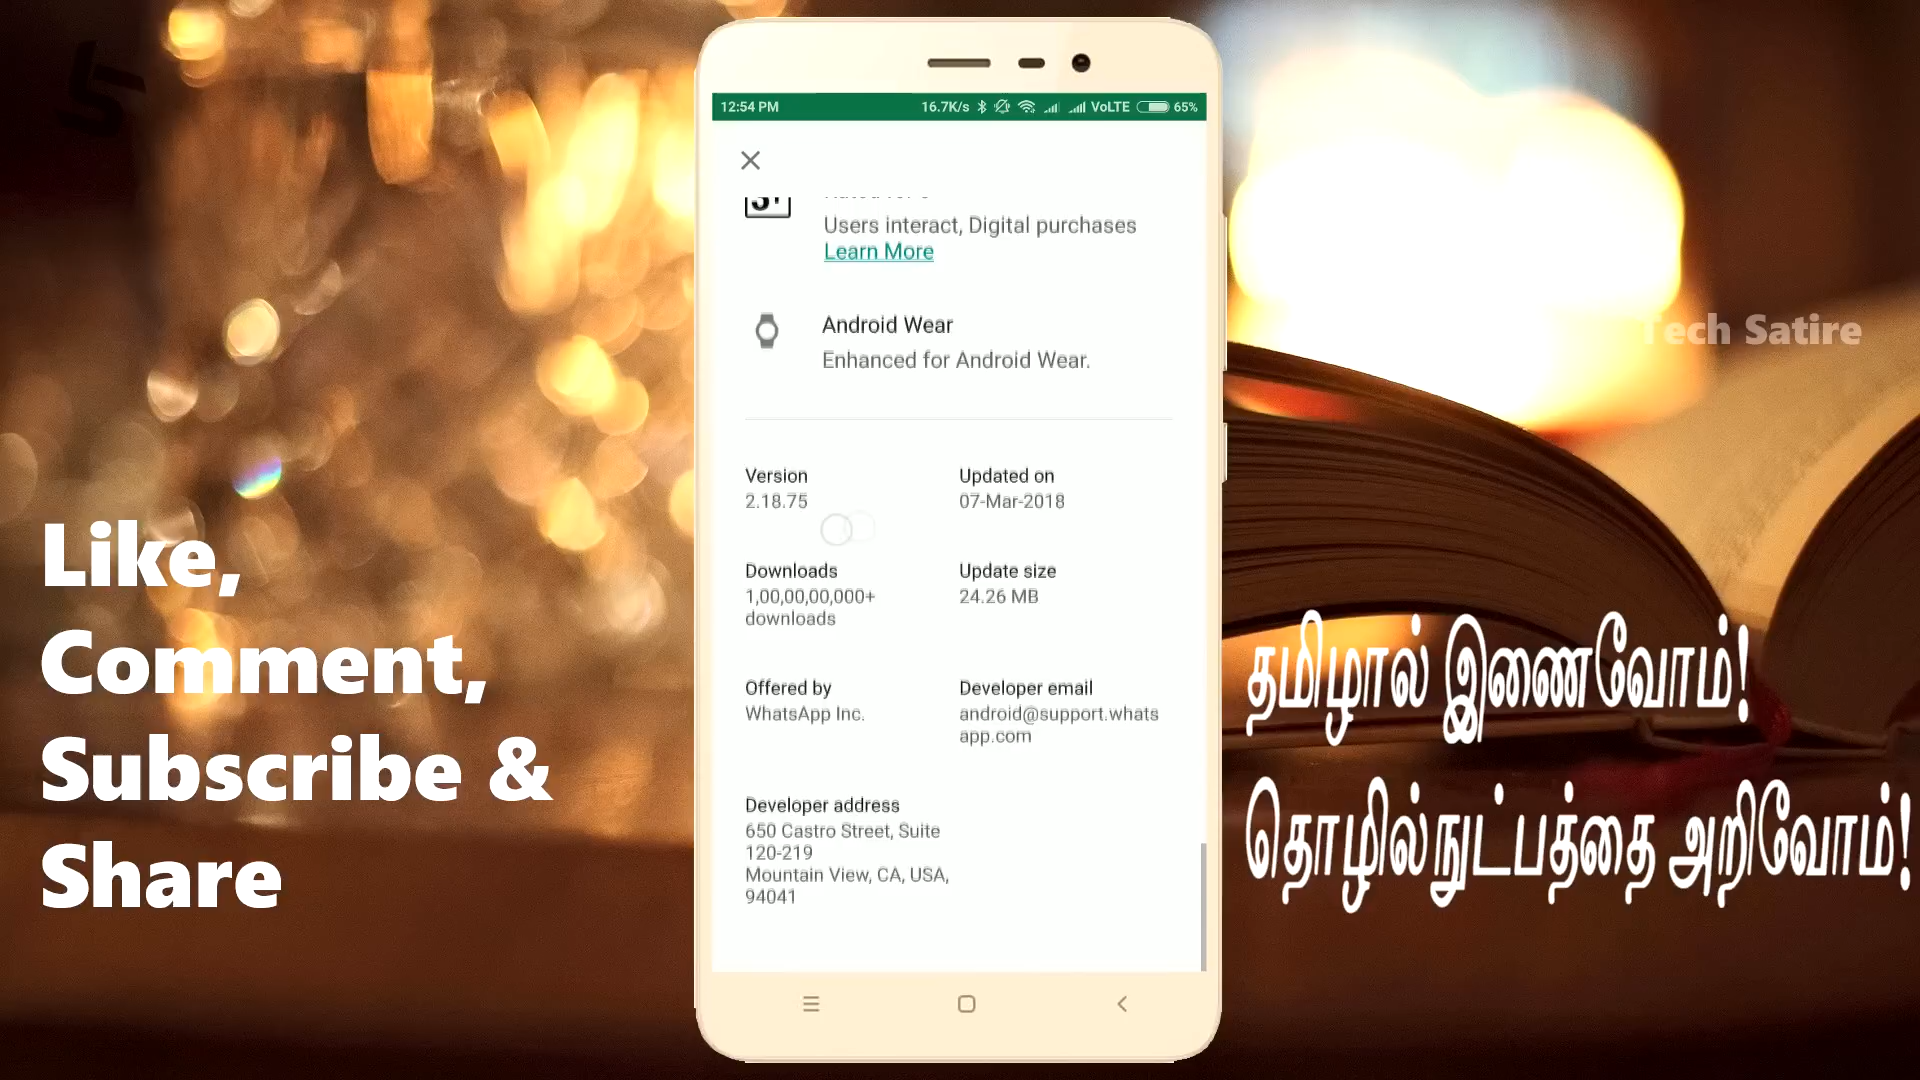 12:54 PM 16.7K/s VoLTE 65%
Users interact, Digital purchases
Learn More
Android Wear
Enhanced for Android Wear.
Version
2.18.75
Updated on
07-Mar-2018
Downloads
1,00,00,00,000+
downloads
Update size
24.26 MB
Offered by
WhatsApp Inc.
Developer email
android@support.whats
app.com
Developer address
650 Castro Street, Suite
120-219
Mountain View, CA, USA,
94041
Like,
Comment,
Subscribe &
Share
Tech Satire
தமிழால் இணைவோம்!
தொழில்நுட்பத்தை அறிவோம்!